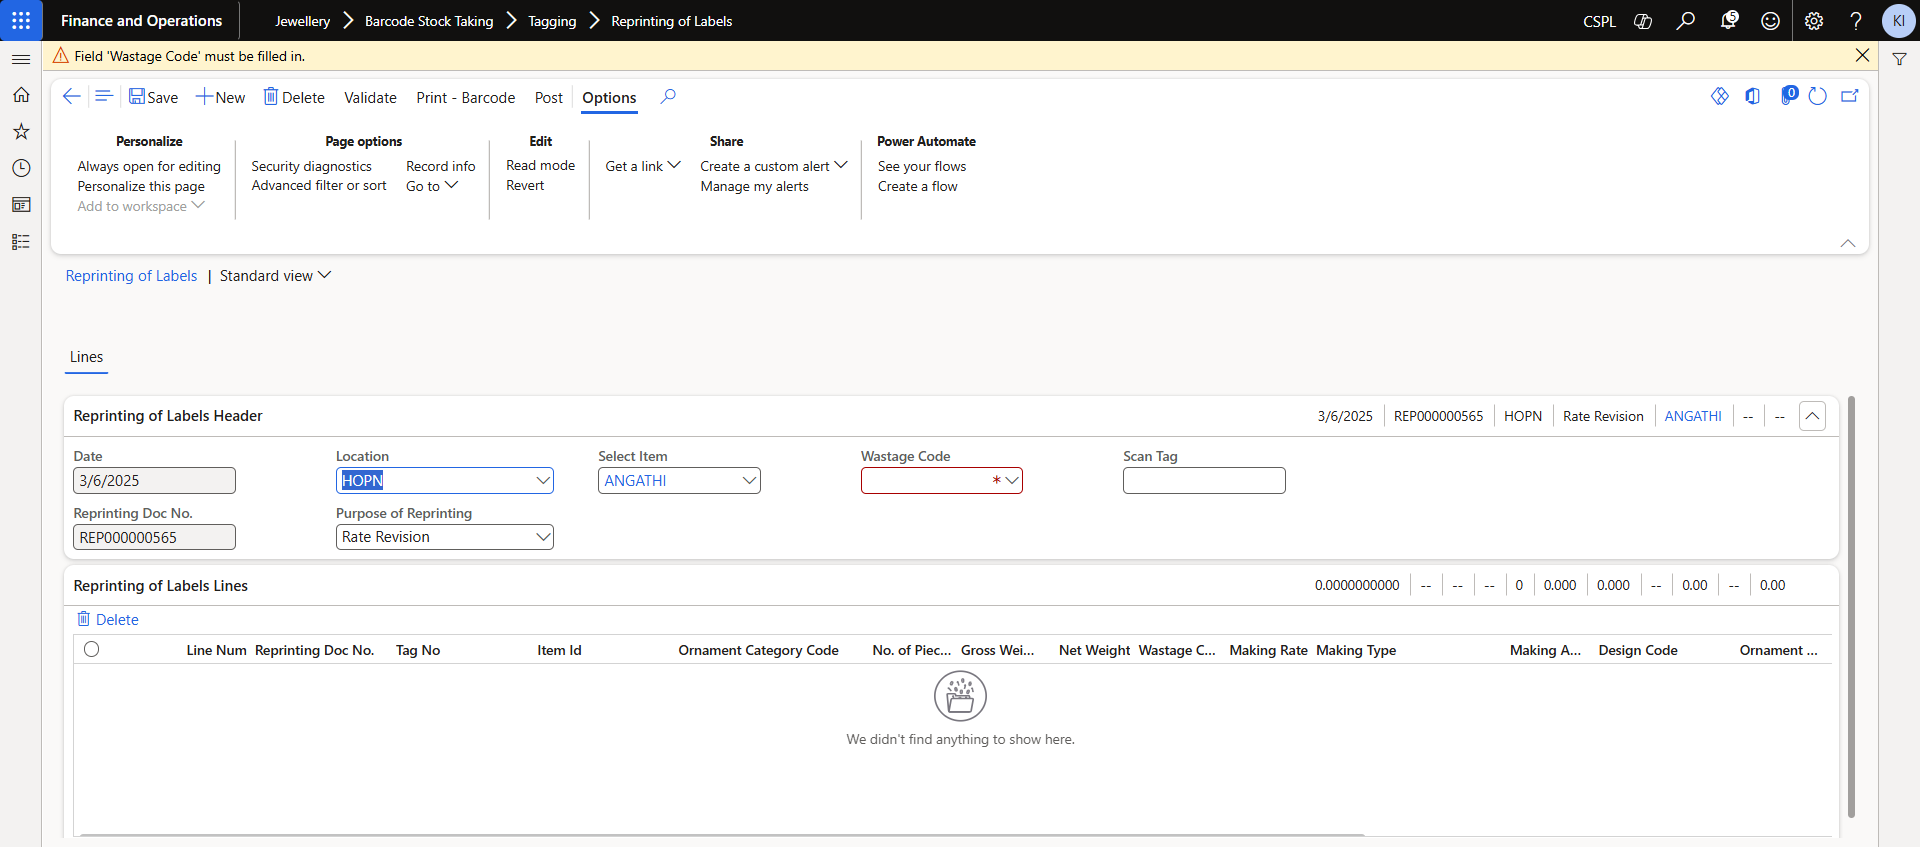 Finance and Operations
Jewellery > Barcode Stock Taking > Tagging > Reprinting of Labels
CSPL
5
KI
Field 'Wastage Code' must be filled in.
Save New Delete Validate Print - Barcode Post Options
0
Personalize Page options Edit Share Power Automate
Always open for editing Security diagnostics Record info Read mode Get a link Create a custom alert See your flows
Personalize this page Advanced filter or sort Go to Revert Manage my alerts Create a flow
Add to workspace
Reprinting of Labels | Standard view
Lines
Reprinting of Labels Header 3/6/2025 REP000000565 HOPN Rate Revision ANGATHI -- --
Date Location Select Item Wastage Code Scan Tag
3/6/2025 HOPN ANGATHI *
Reprinting Doc No. Purpose of Reprinting
REP000000565 Rate Revision
Reprinting of Labels Lines 0.0000000000 -- -- -- 0 0.000 0.000 -- 0.00 -- 0.00
Delete
Line Num Reprinting Doc No. Tag No Item Id Ornament Category Code No. of Piec... Gross Wei... Net Weight Wastage C... Making Rate Making Type Making A... Design Code Ornament ...
We didn't find anything to show here.